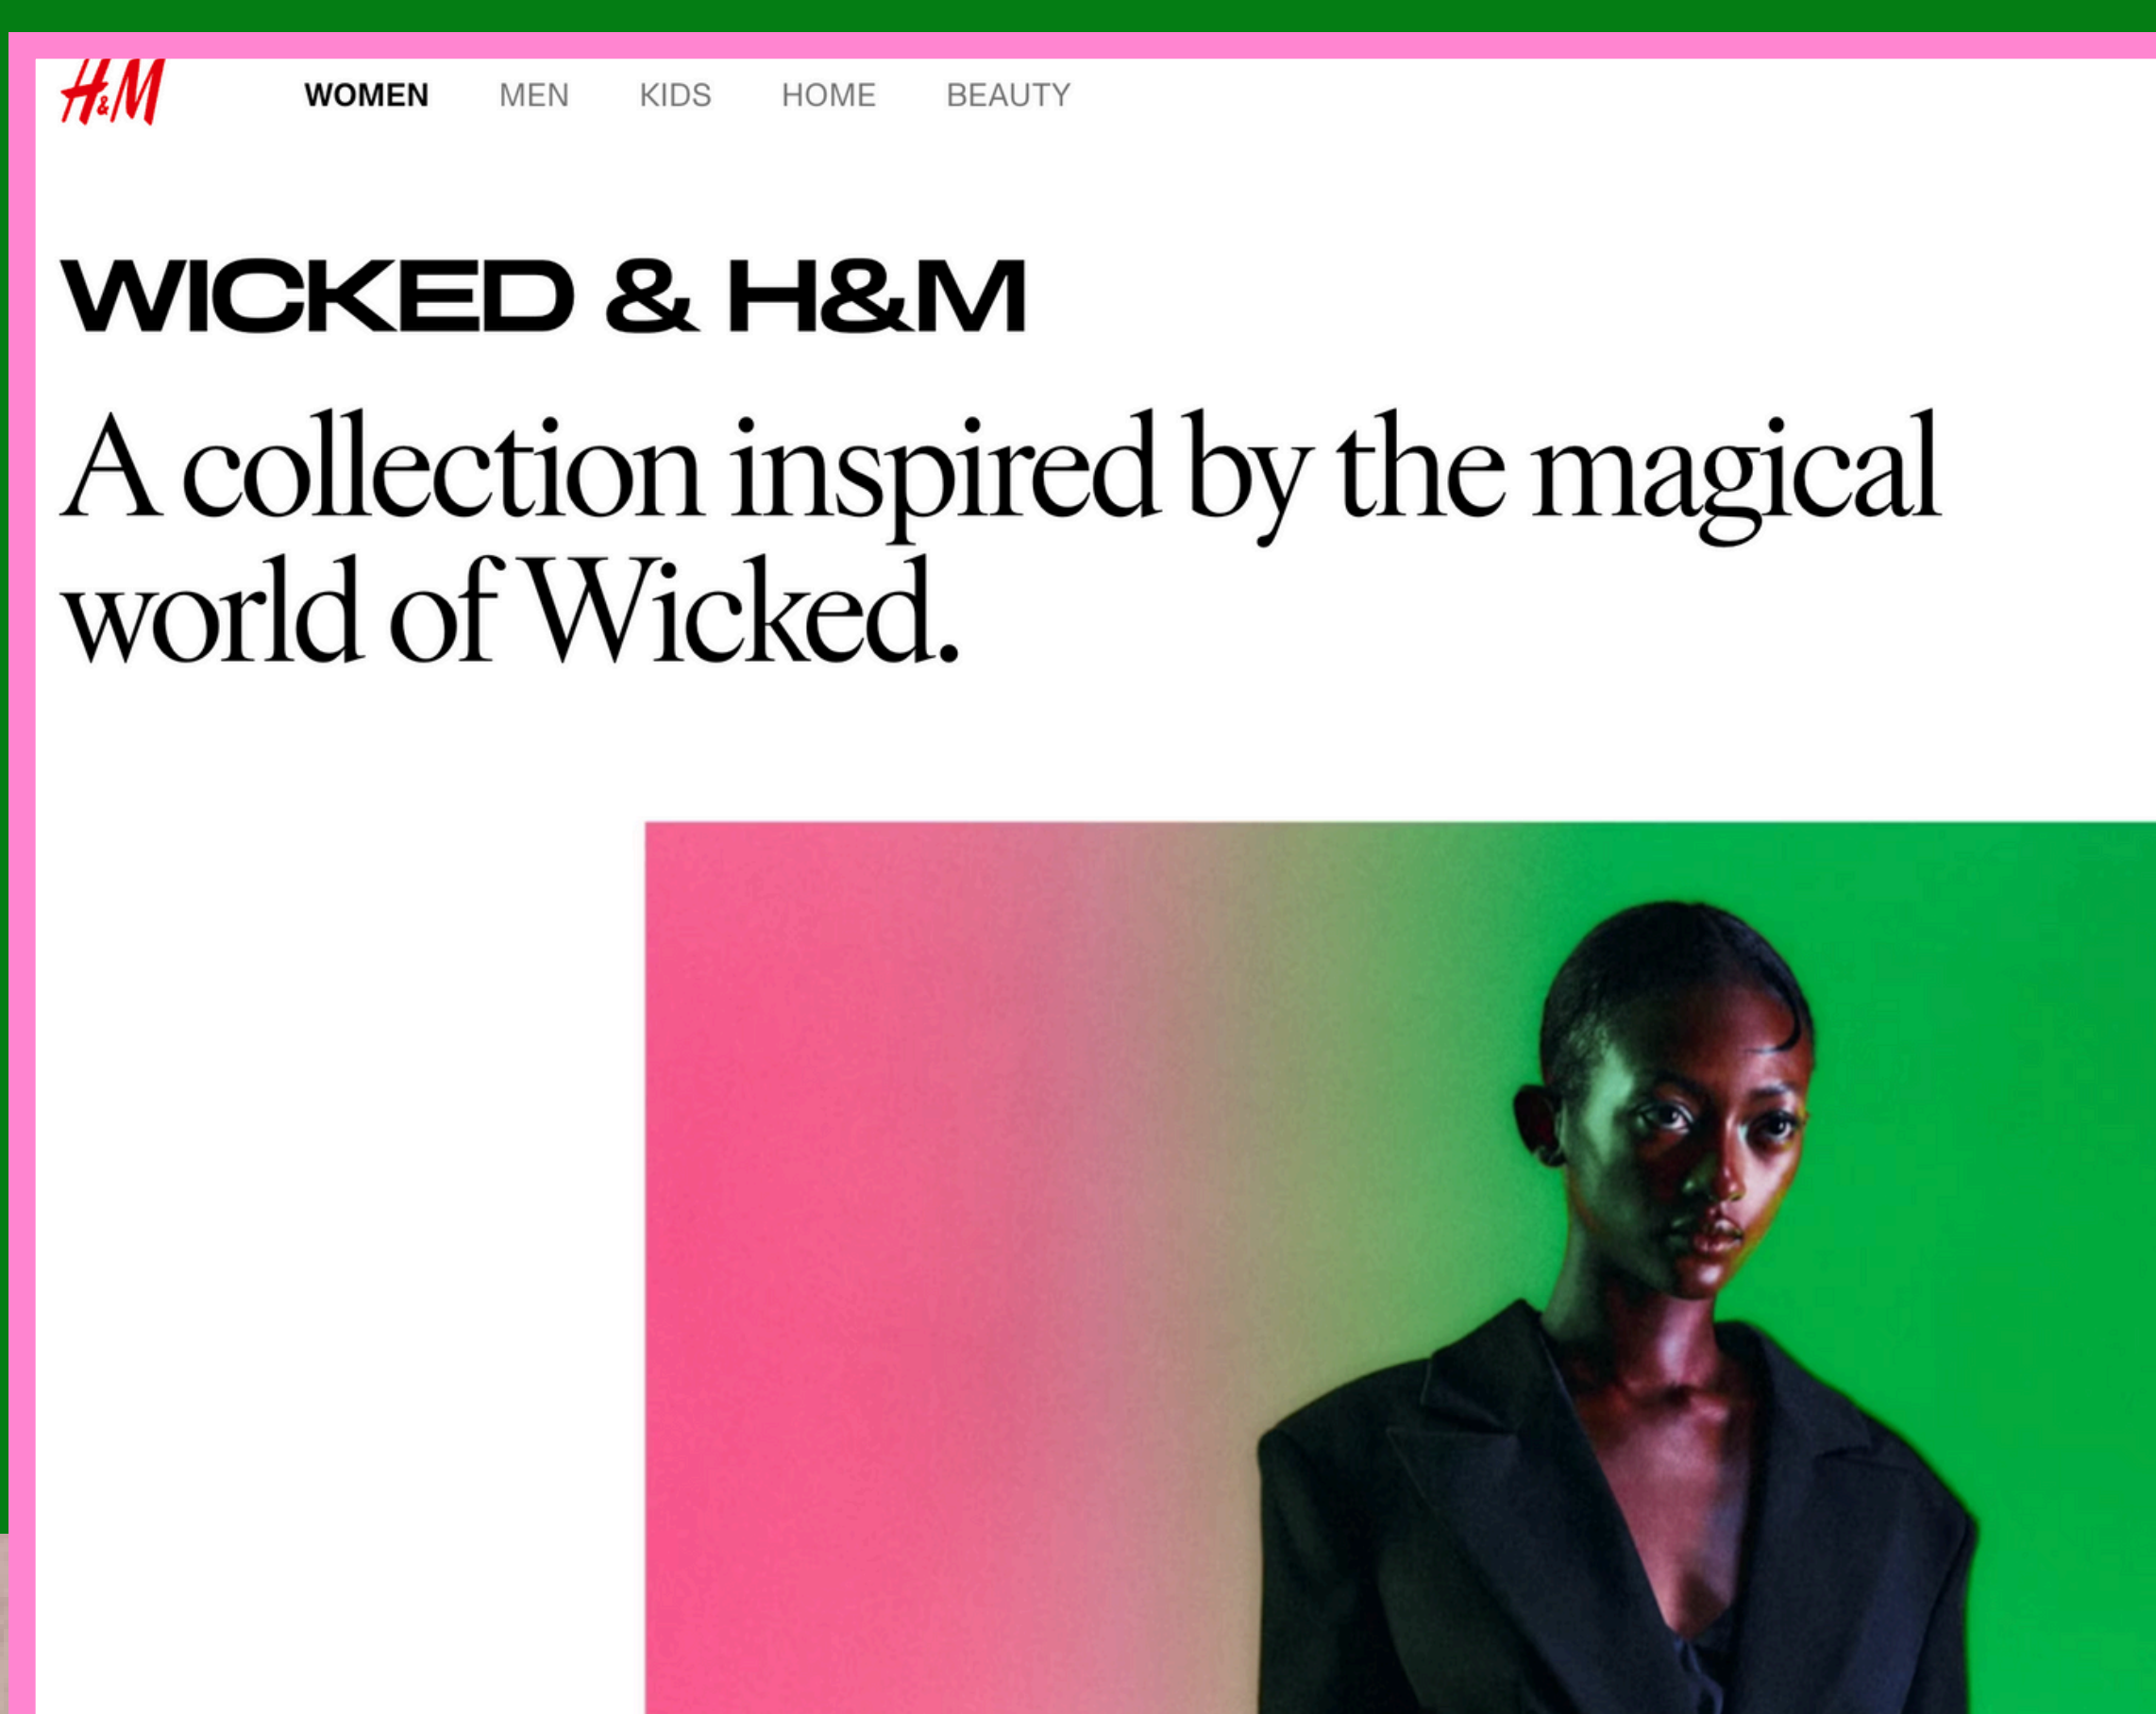 H&M
WOMEN MEN KIDS HOME BEAUTY
WICKED & H&M
A collection inspired by the magical
world of Wicked.